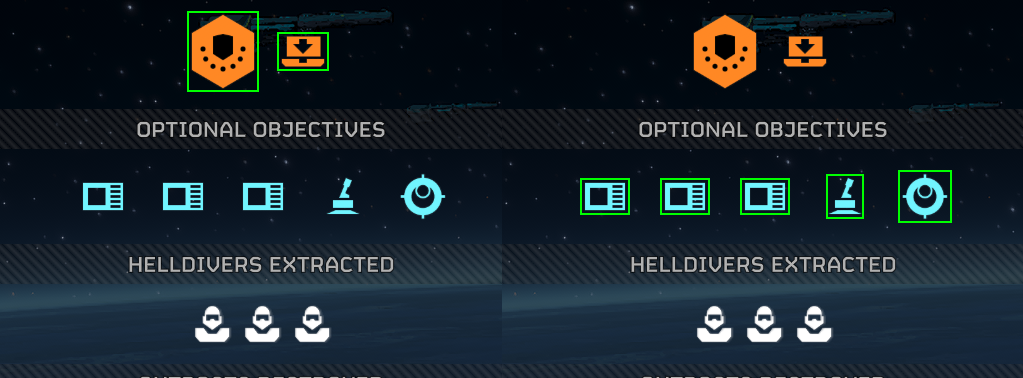 OPTIONAL OBJECTIVES
OPTIONAL OBJECTIVES
HELLDIVERS EXTRACTED
HELLDIVERS EXTRACTED